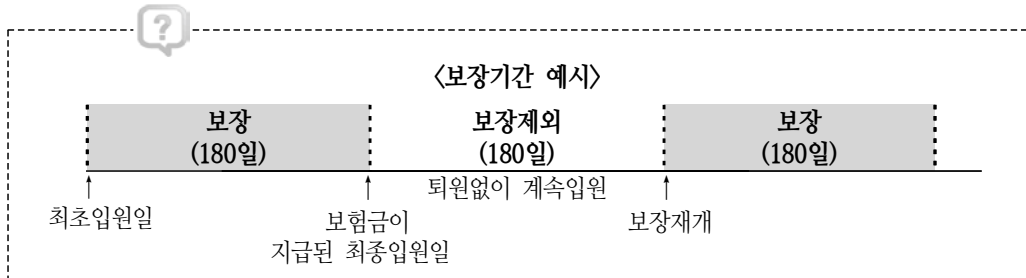 ?
〈보장기간 예시〉
보장 보장제외 보장
(180일) (180일) (180일)
퇴원없이 계속입원
최초입원일 보험금이 보장재개
지급된 최종입원일